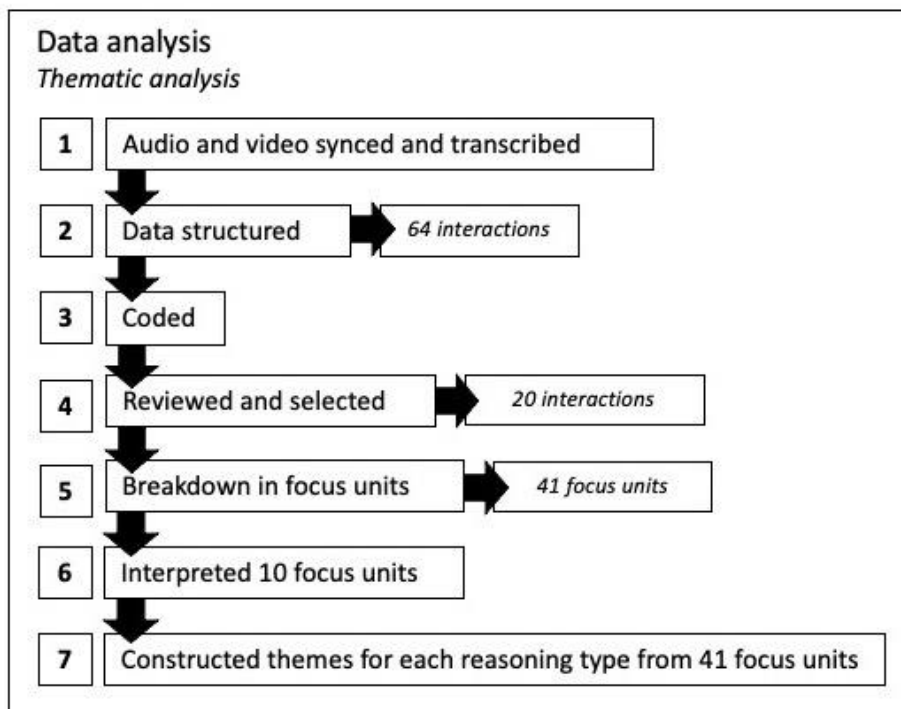 Data analysis
Thematic analysis
1 Audio and video synced and transcribed
2 Data structured 64 interactions
3 Coded
4 Reviewed and selected 20 interactions
5 Breakdown in focus units 41 focus units
6 Interpreted 10 focus units
7 Constructed themes for each reasoning type from 41 focus units